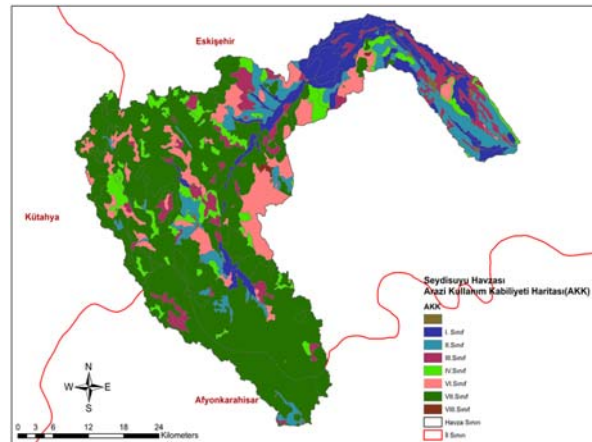 Eskişehir
Kütahya
Afyonkarahisar
Seydisuyu Havzası
Arazi Kullanım Kabiliyeti Haritası(AKK)
AKK
I. Sınıf
II.Sınıf
III.Sınıf
IV.Sınıf
VI.Sınıf
VII.Sınıf
VIII.Sınıf
Havza Sınırı
İl Sınırı
N
W E
S
0 3 6 12 18 24
Kilometers